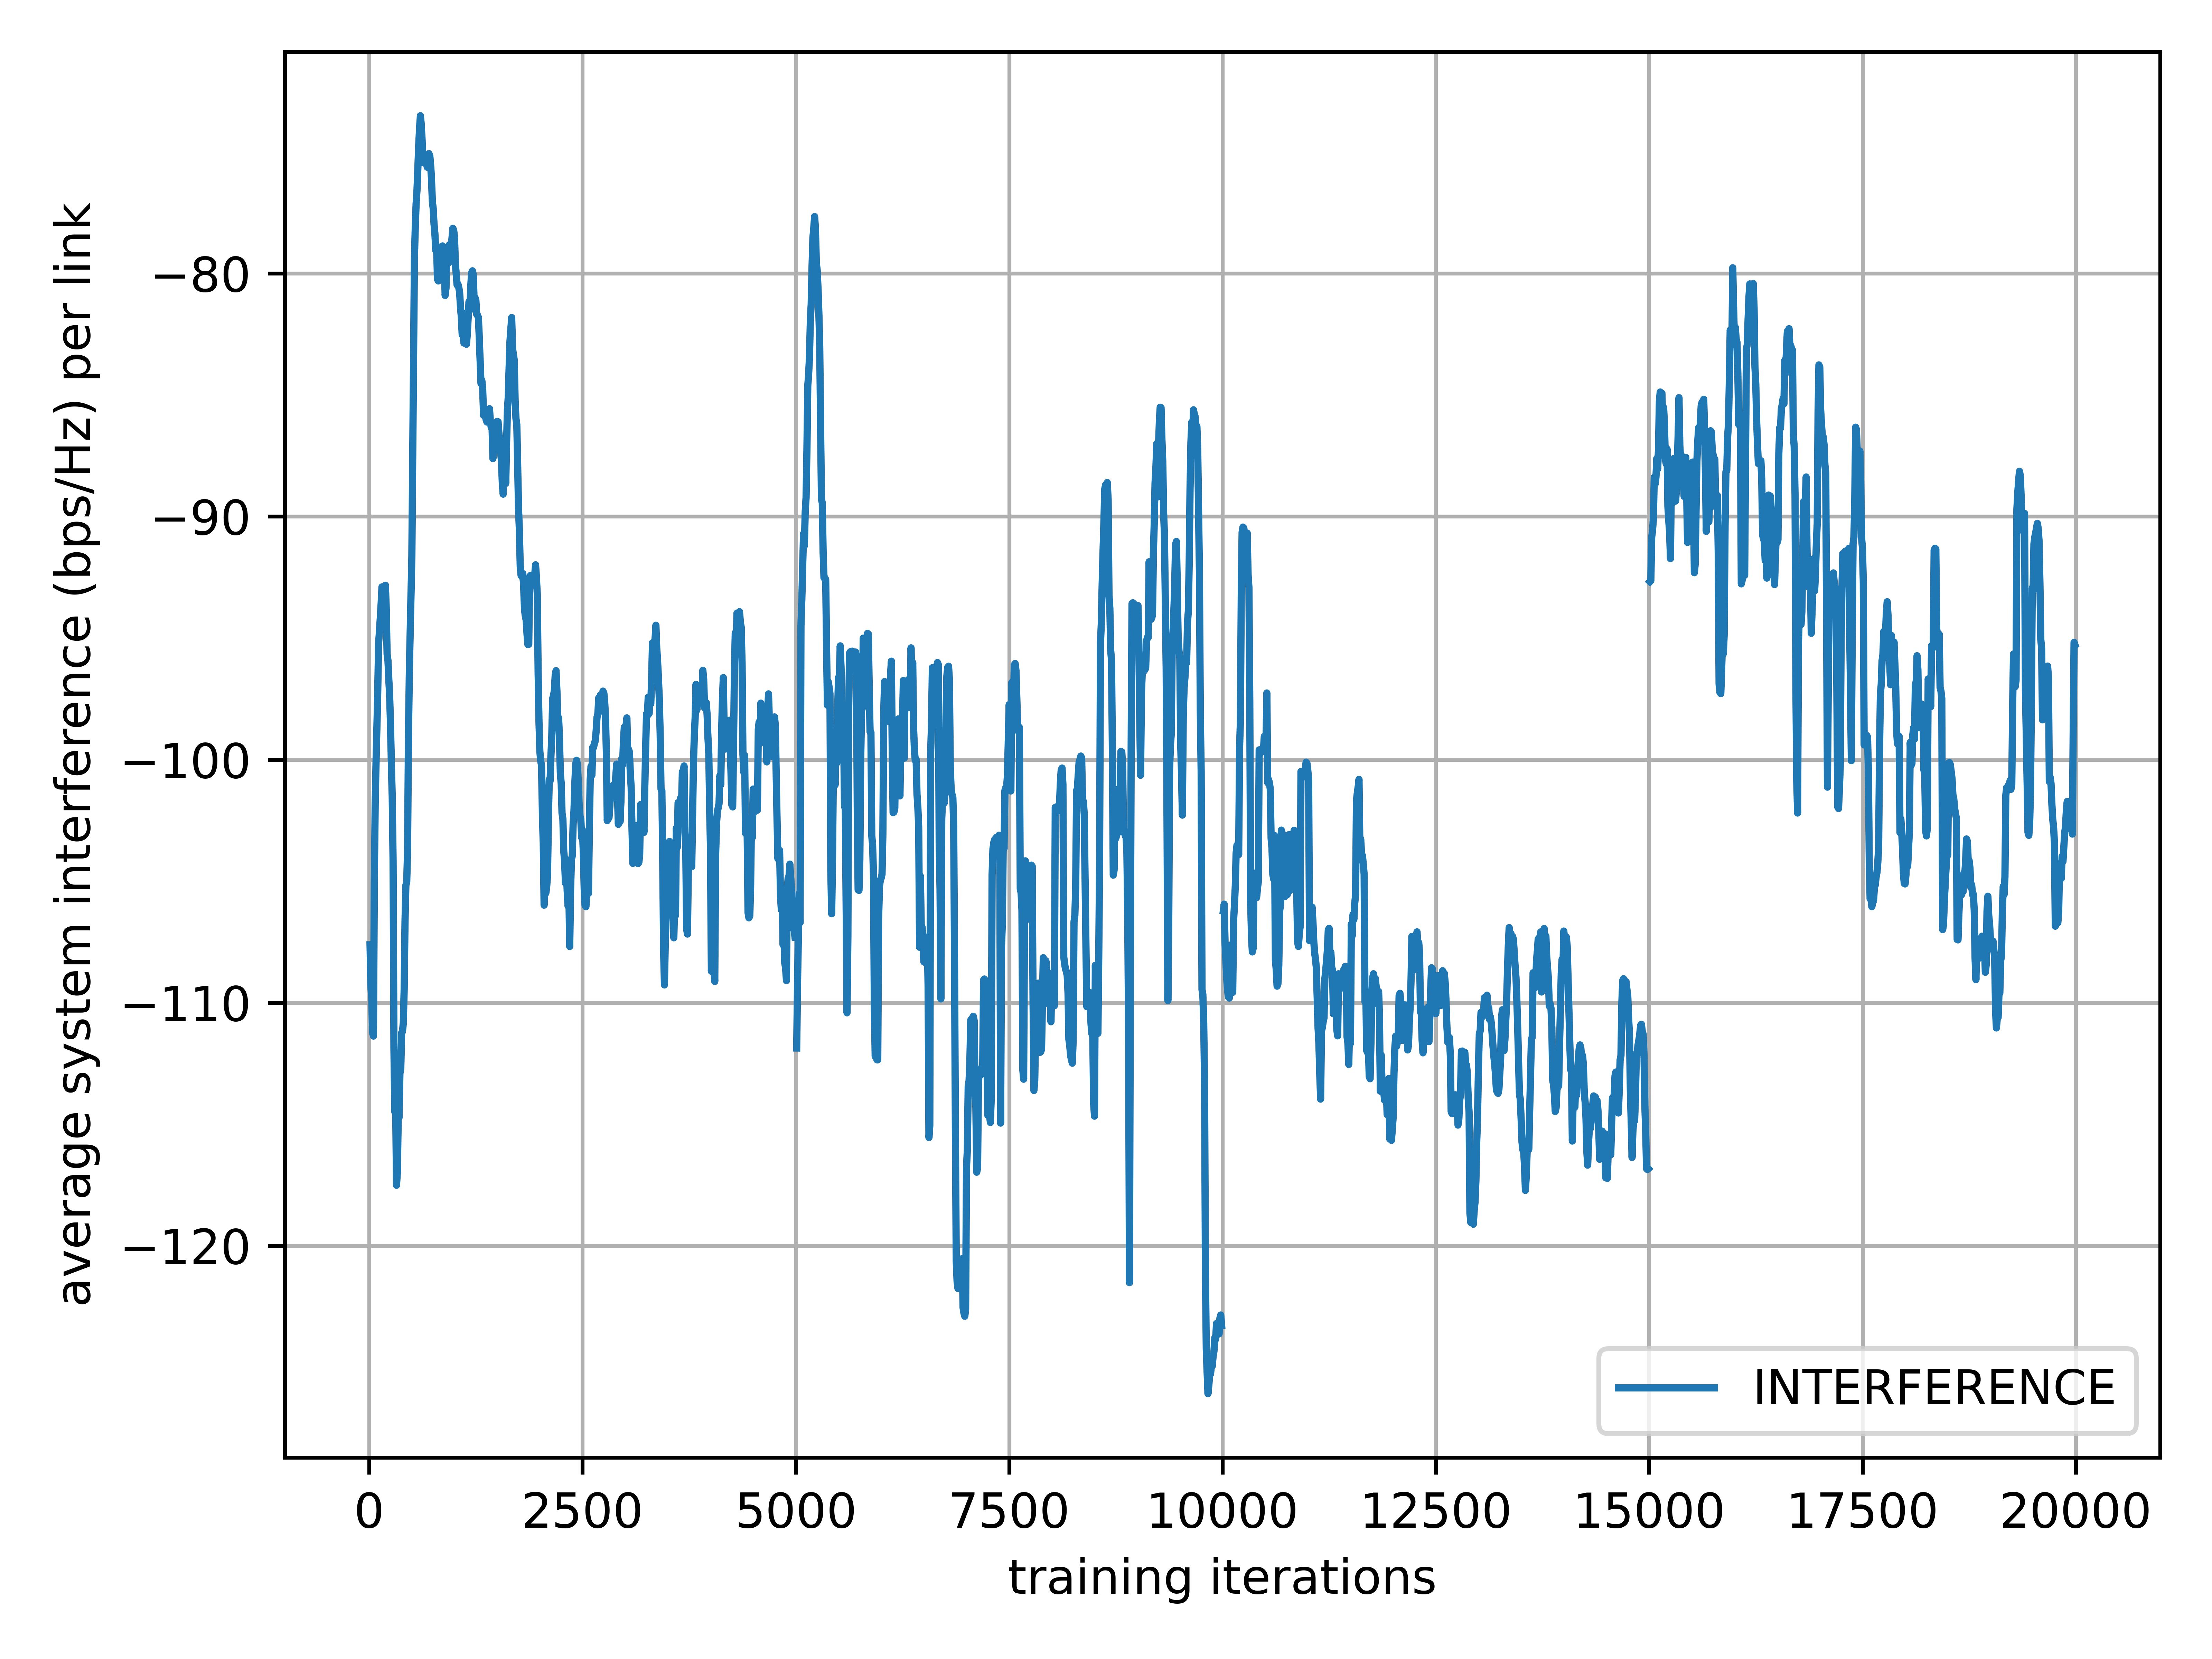 average system interference (bps/Hz) per link
−80
−90
−100
−110
−120
INTERFERENCE
0 2500 5000 7500 10000 12500 15000 17500 20000
training iterations